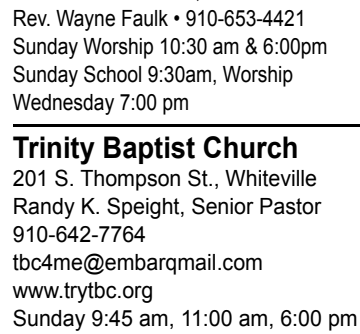 Rev. Wayne Faulk • 910-653-4421
Sunday Worship 10:30 am & 6:00pm
Sunday School 9:30am, Worship
Wednesday 7:00 pm
Trinity Baptist Church
201 S. Thompson St., Whiteville
Randy K. Speight, Senior Pastor
910-642-7764
tbc4me@embarqmail.com
www.trytbc.org
Sunday 9:45 am, 11:00 am, 6:00 pm